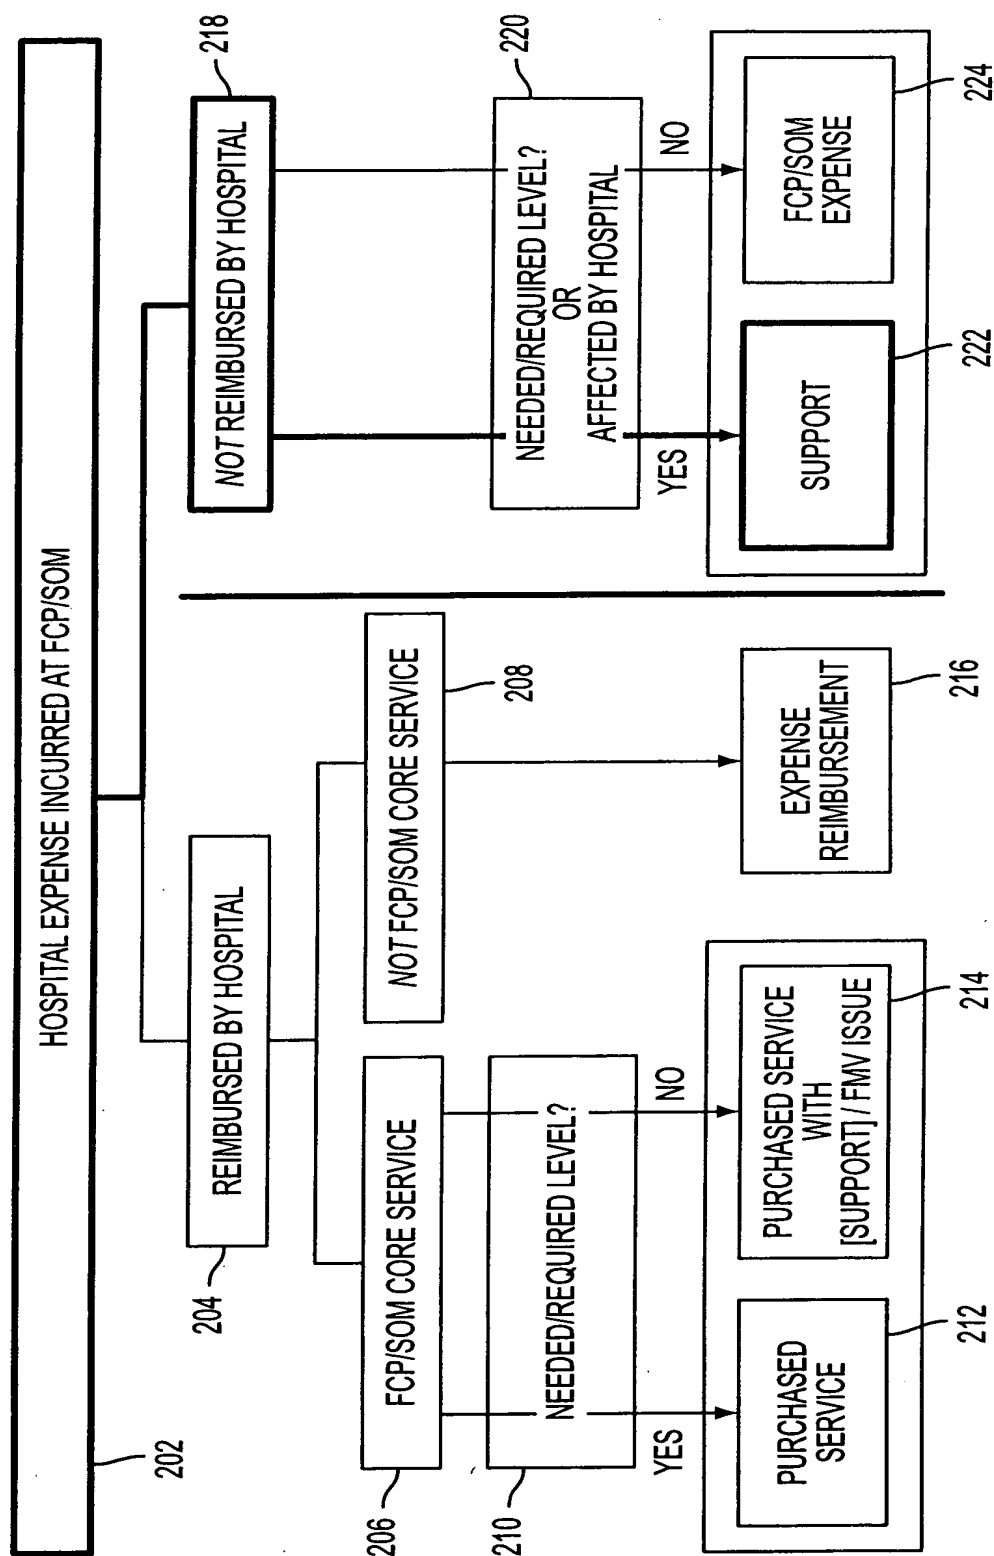 HOSPITAL EXPENSE INCURRED AT FCP/SOM
202
REIMBURSED BY HOSPITAL
204
NOT REIMBURSED BY HOSPITAL
218
FCP/SOM CORE SERVICE
206
NOT FCP/SOM CORE SERVICE
208
NEEDED/REQUIRED LEVEL?
210
NEEDED/REQUIRED LEVEL?
OR
AFFECTED BY HOSPITAL
220
YES
NO
YES
NO
PURCHASED
SERVICE
212
PURCHASED SERVICE
WITH
[SUPPORT] / FMV ISSUE
214
EXPENSE
REIMBURSEMENT
216
SUPPORT
222
FCP/SOM
EXPENSE
224